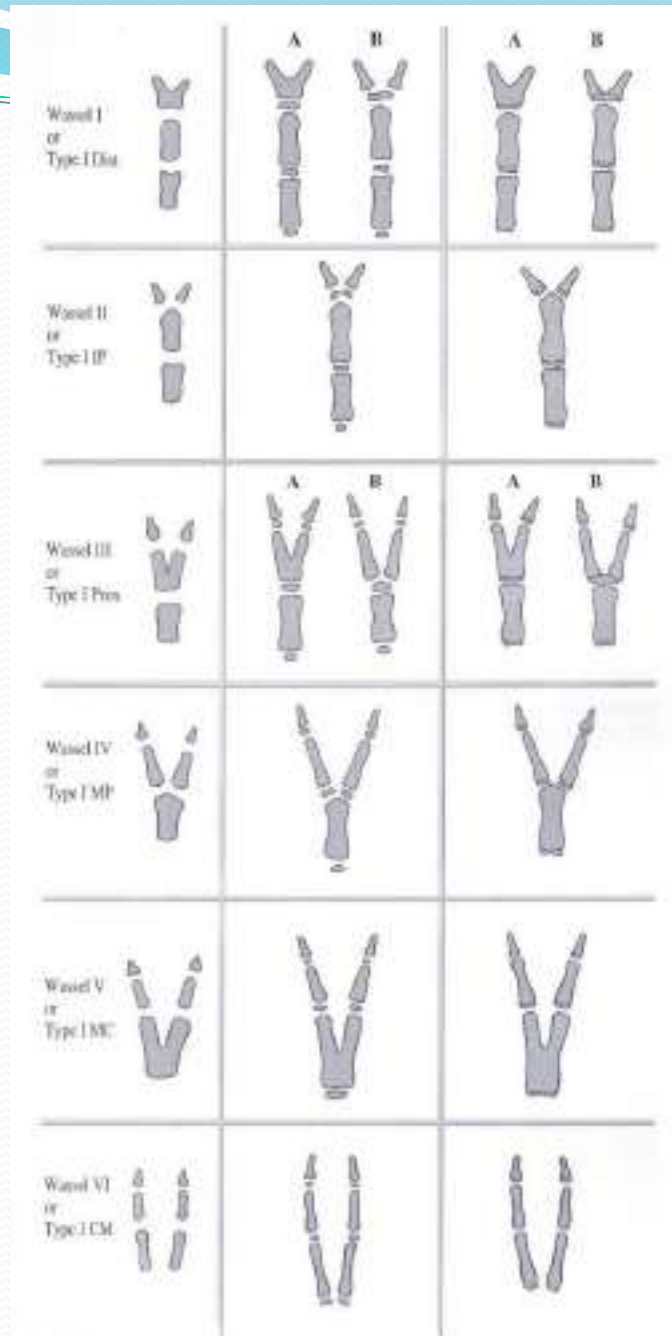 A B A B
Wassel I
or
Type I Dist
Wassel II
or
Type I IP
A B A B
Wassel III
or
Type I Prox
Wassel IV
or
Type I MP
Wassel V
or
Type I MC
Wassel VI
or
Type I CM